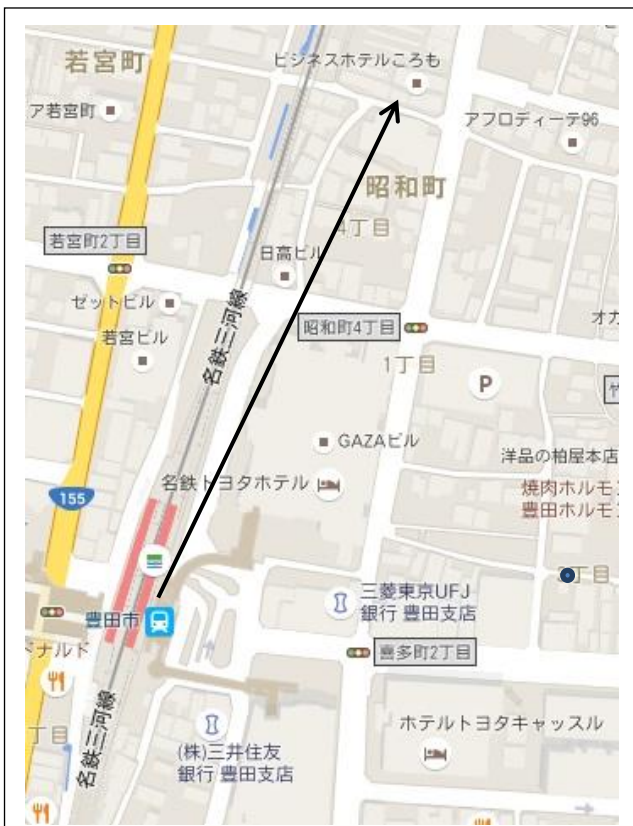 ビジネスホテルころも
若宮町
ア若宮町
アフロディーテ96
昭和町
4丁目
若宮町2丁目
日高ビル
ゼットビル
名鉄三河線
昭和町4丁目
オカ
若宮ビル
1丁目
P
竹
GAZAビル
洋品の柏屋本店
名鉄トヨタホテル
焼肉ホルモン
豊田ホルモン
155
3丁目
三菱東京UFJ
銀行 豊田支店
豊田市
ドナルド
喜多町2丁目
名鉄三河線
丁目
ホテルトヨタキャッスル
(株)三井住友
銀行 豊田支店